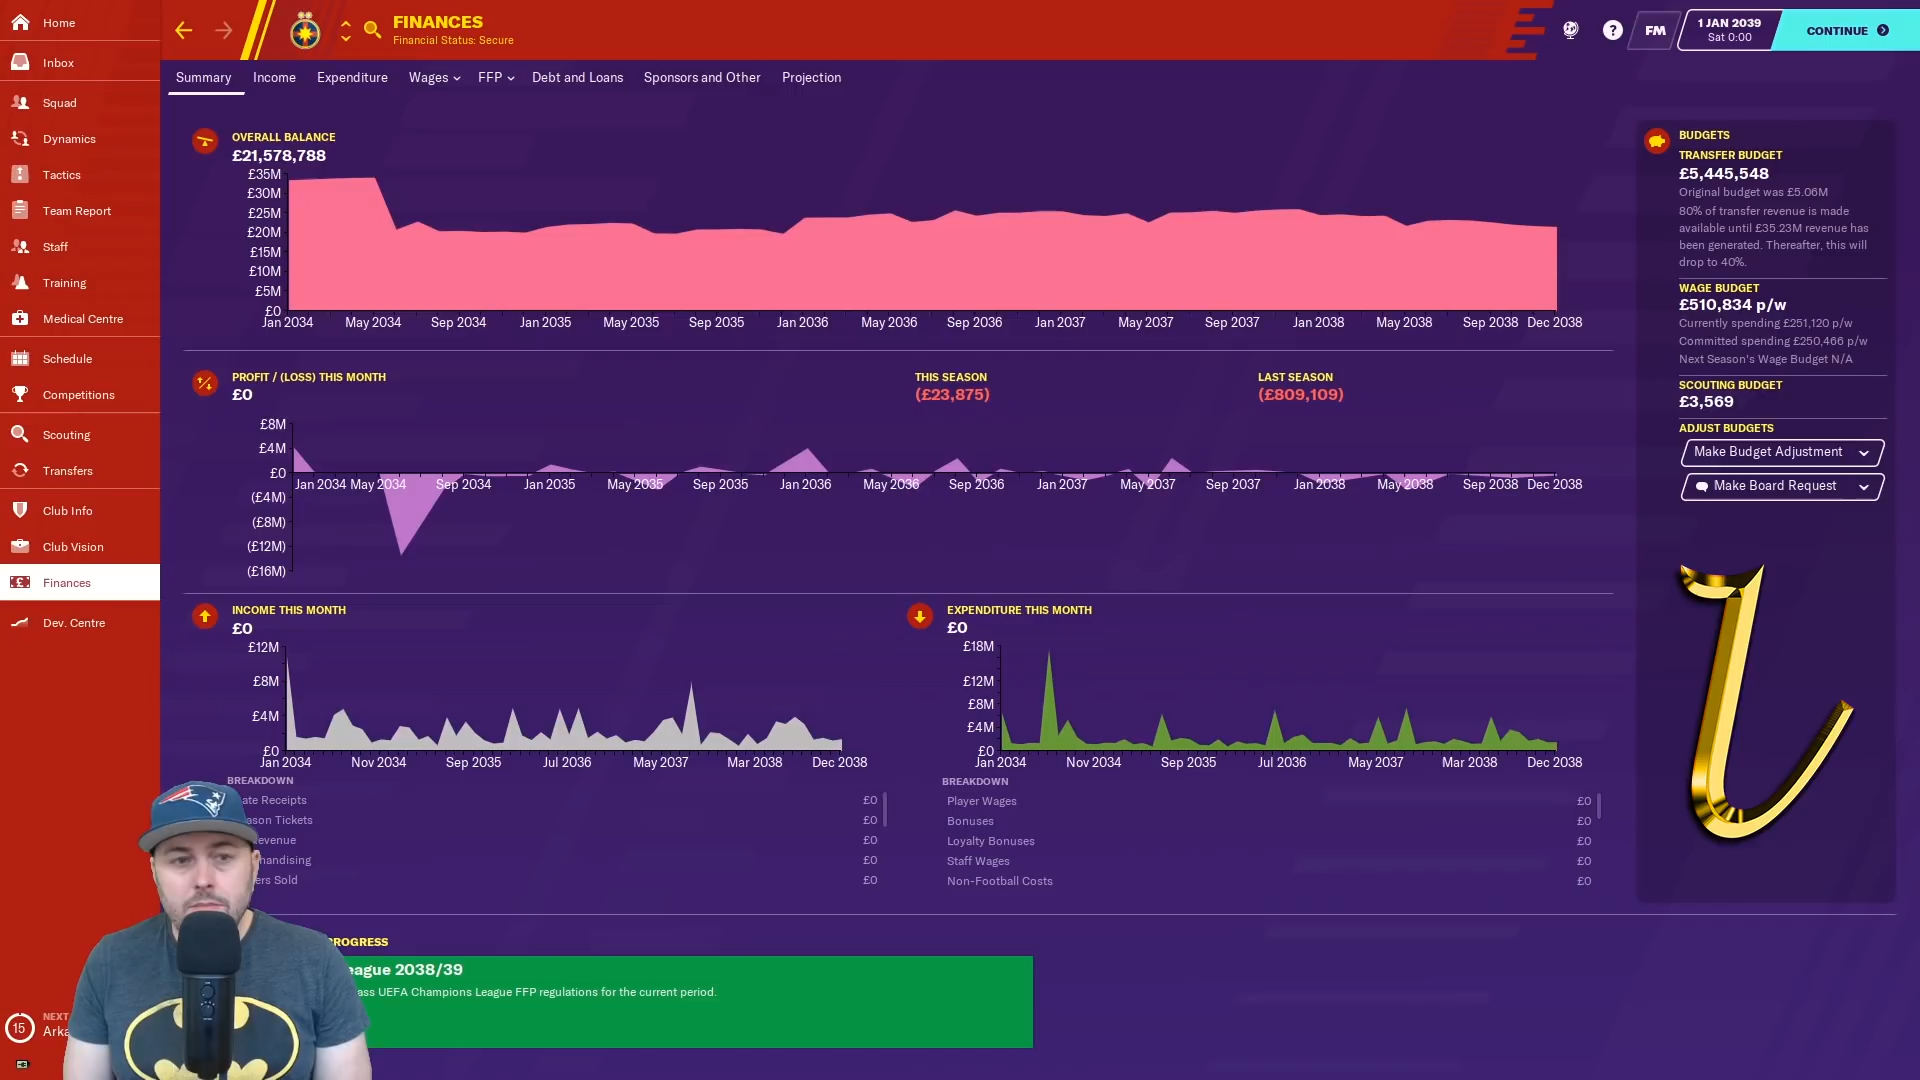 Home
Inbox
Squad
Dynamics
Tactics
Team Report
Staff
Training
Medical Centre
Schedule
Competitions
Scouting
Transfers
Club Info
Club Vision
Finances
Dev. Centre
15
NEXT
FINANCES
Financial Status: Secure
?
FM
1 JAN 2039
Sat 0:00
CONTINUE
Summary
Income
Expenditure
Wages
FFP
Debt and Loans
Sponsors and Other
Projection
OVERALL BALANCE
£21,578,788
£35M
£30M
£25M
£20M
£15M
£10M
£5M
£0
Jan 2034 May 2034 Sep 2034 Jan 2035 May 2035 Sep 2035 Jan 2036 May 2036 Sep 2036 Jan 2037 May 2037 Sep 2037 Jan 2038 May 2038 Sep 2038 Dec 2038
PROFIT / (LOSS) THIS MONTH
£0
THIS SEASON
(£23,875)
LAST SEASON
(£809,109)
£8M
£4M
£0
(£4M)
(£8M)
(£12M)
(£16M)
Jan 2034 May 2034 Sep 2034 Jan 2035 May 2035 Sep 2035 Jan 2036 May 2036 Sep 2036 Jan 2037 May 2037 Sep 2037 Jan 2038 May 2038 Sep 2038 Dec 2038
INCOME THIS MONTH
£0
£12M
£8M
£4M
£0
Jan 2034 Nov 2034 Sep 2035 Jul 2036 May 2037 Mar 2038 Dec 2038
BREAKDOWN
ate Receipts £0
ason Tickets £0
evenue £0
handising £0
ers Sold £0
EXPENDITURE THIS MONTH
£0
£18M
£12M
£8M
£4M
£0
Jan 2034 Nov 2034 Sep 2035 Jul 2036 May 2037 Mar 2038 Dec 2038
BREAKDOWN
Player Wages £0
Bonuses £0
Loyalty Bonuses £0
Staff Wages £0
Non-Football Costs £0
PROGRESS
eague 2038/39
ass UEFA Champions League FFP regulations for the current period.
BUDGETS
TRANSFER BUDGET
£5,445,548
Original budget was £5.06M
80% of transfer revenue is made
available until £35.23M revenue has
been generated. Thereafter, this will
drop to 40%.
WAGE BUDGET
£510,834 p/w
Currently spending £251,120 p/w
Committed spending £250,466 p/w
Next Season's Wage Budget N/A
SCOUTING BUDGET
£3,569
ADJUST BUDGETS
Make Budget Adjustment
Make Board Request